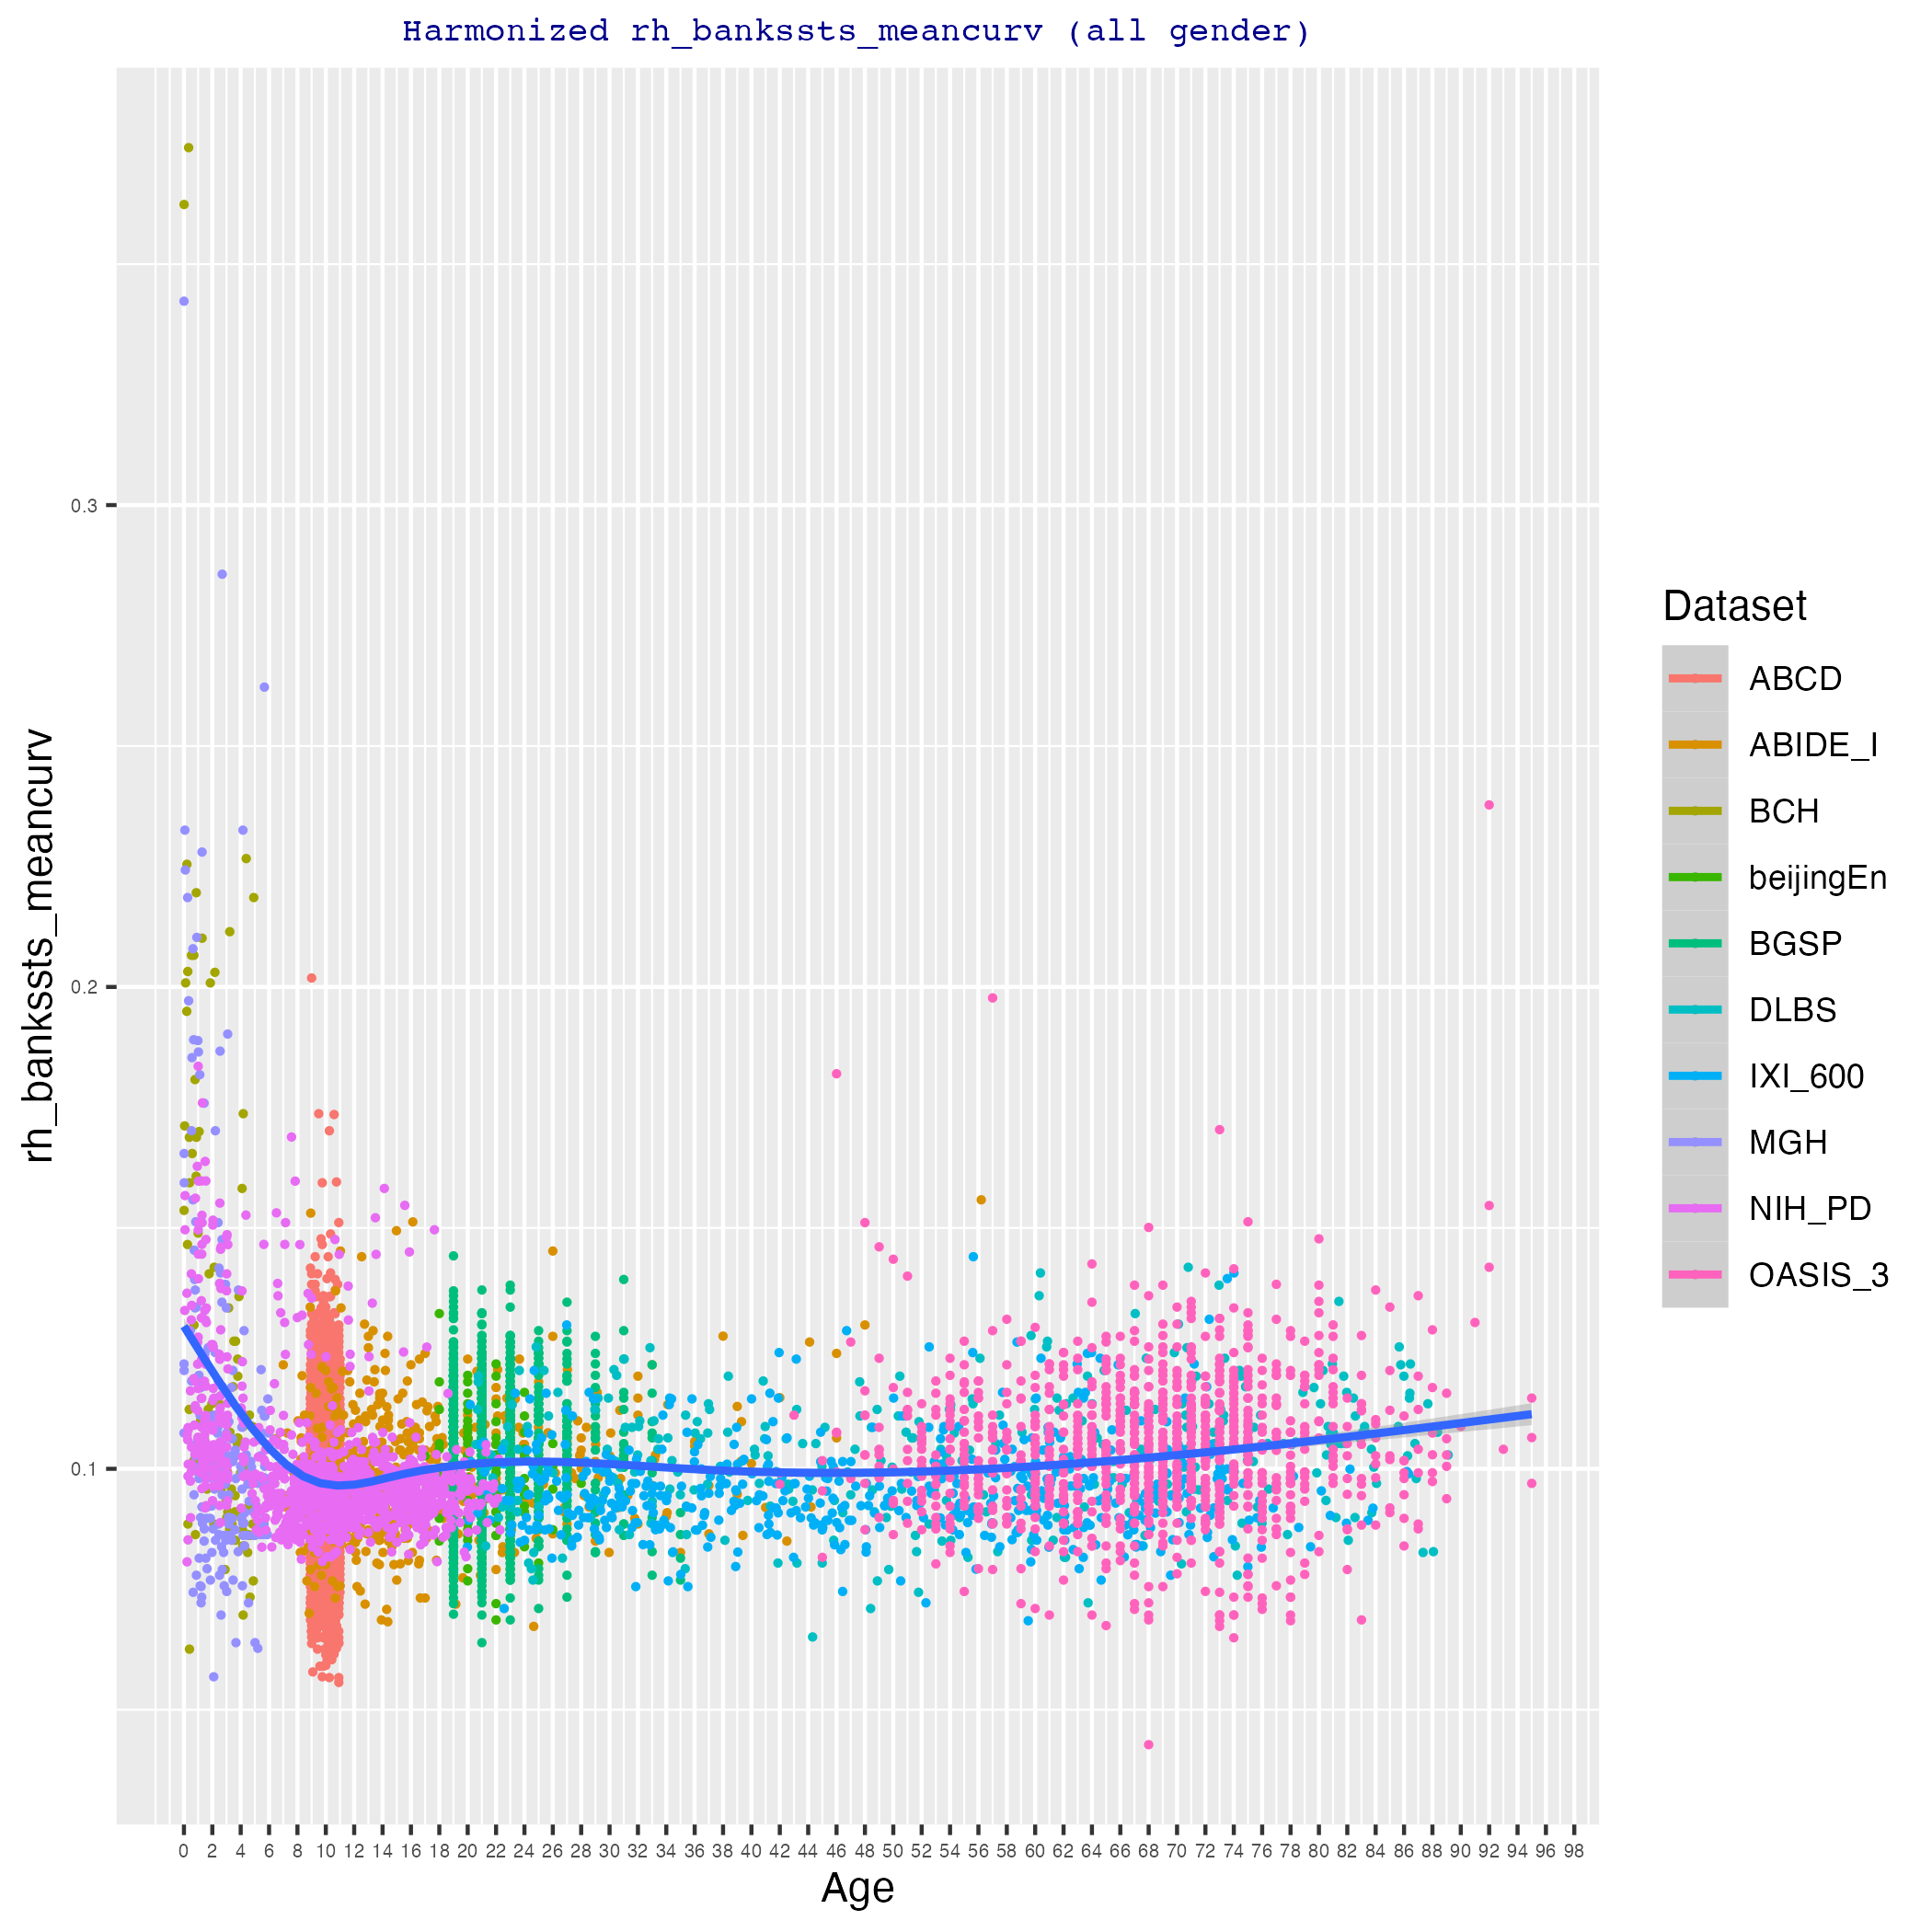 Harmonized rh_bankssts_meancurv (all gender)
rh_bankssts_meancurv
0.3
0.2
0.1
0 2 4 6 8 10 12 14 16 18 20 22 24 26 28 30 32 34 36 38 40 42 44 46 48 50 52 54 56 58 60 62 64 66 68 70 72 74 76 78 80 82 84 86 88 90 92 94 96 98
Age
Dataset
ABCD
ABIDE_I
BCH
beijingEn
BGSP
DLBS
IXI_600
MGH
NIH_PD
OASIS_3